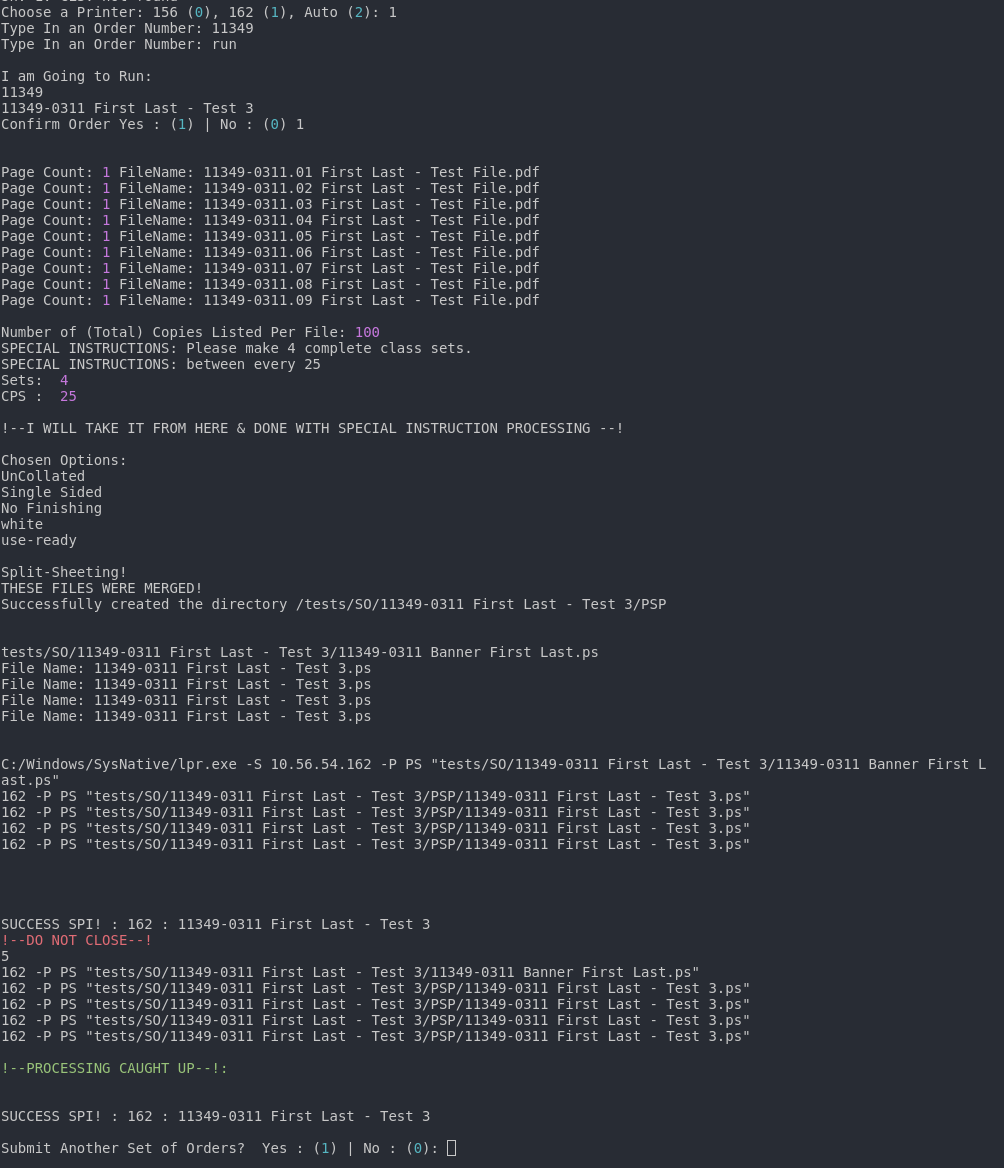 Choose a Printer: 156 (0), 162 (1), Auto (2): 1
Type In an Order Number: 11349
Type In an Order Number: run
I am Going to Run:
11349
11349-0311 First Last - Test 3
Confirm Order Yes : (1) | No : (0) 1
Page Count: 1 FileName: 11349-0311.01 First Last - Test File.pdf
Page Count: 1 FileName: 11349-0311.02 First Last - Test File.pdf
Page Count: 1 FileName: 11349-0311.03 First Last - Test File.pdf
Page Count: 1 FileName: 11349-0311.04 First Last - Test File.pdf
Page Count: 1 FileName: 11349-0311.05 First Last - Test File.pdf
Page Count: 1 FileName: 11349-0311.06 First Last - Test File.pdf
Page Count: 1 FileName: 11349-0311.07 First Last - Test File.pdf
Page Count: 1 FileName: 11349-0311.08 First Last - Test File.pdf
Page Count: 1 FileName: 11349-0311.09 First Last - Test File.pdf
Number of (Total) Copies Listed Per File: 100
SPECIAL INSTRUCTIONS: Please make 4 complete class sets.
SPECIAL INSTRUCTIONS: between every 25
Sets:  4
CPS :  25
!--I WILL TAKE IT FROM HERE & DONE WITH SPECIAL INSTRUCTION PROCESSING --!
Chosen Options:
UnCollated
Single Sided
No Finishing
white
use-ready
Split-Sheeting!
THESE FILES WERE MERGED!
Successfully created the directory /tests/SO/11349-0311 First Last - Test 3/PSP
tests/SO/11349-0311 First Last - Test 3/11349-0311 Banner First Last.ps
File Name: 11349-0311 First Last - Test 3.ps
File Name: 11349-0311 First Last - Test 3.ps
File Name: 11349-0311 First Last - Test 3.ps
File Name: 11349-0311 First Last - Test 3.ps
C:/Windows/SysNative/lpr.exe -S 10.56.54.162 -P PS "tests/SO/11349-0311 First Last - Test 3/11349-0311 Banner First L
ast.ps"
162 -P PS "tests/SO/11349-0311 First Last - Test 3/PSP/11349-0311 First Last - Test 3.ps"
162 -P PS "tests/SO/11349-0311 First Last - Test 3/PSP/11349-0311 First Last - Test 3.ps"
162 -P PS "tests/SO/11349-0311 First Last - Test 3/PSP/11349-0311 First Last - Test 3.ps"
162 -P PS "tests/SO/11349-0311 First Last - Test 3/PSP/11349-0311 First Last - Test 3.ps"
SUCCESS SPI! : 162 : 11349-0311 First Last - Test 3
!--DO NOT CLOSE--!
5
162 -P PS "tests/SO/11349-0311 First Last - Test 3/11349-0311 Banner First Last.ps"
162 -P PS "tests/SO/11349-0311 First Last - Test 3/PSP/11349-0311 First Last - Test 3.ps"
162 -P PS "tests/SO/11349-0311 First Last - Test 3/PSP/11349-0311 First Last - Test 3.ps"
162 -P PS "tests/SO/11349-0311 First Last - Test 3/PSP/11349-0311 First Last - Test 3.ps"
162 -P PS "tests/SO/11349-0311 First Last - Test 3/PSP/11349-0311 First Last - Test 3.ps"
!--PROCESSING CAUGHT UP--!:
SUCCESS SPI! : 162 : 11349-0311 First Last - Test 3
Submit Another Set of Orders?  Yes : (1) | No : (0):